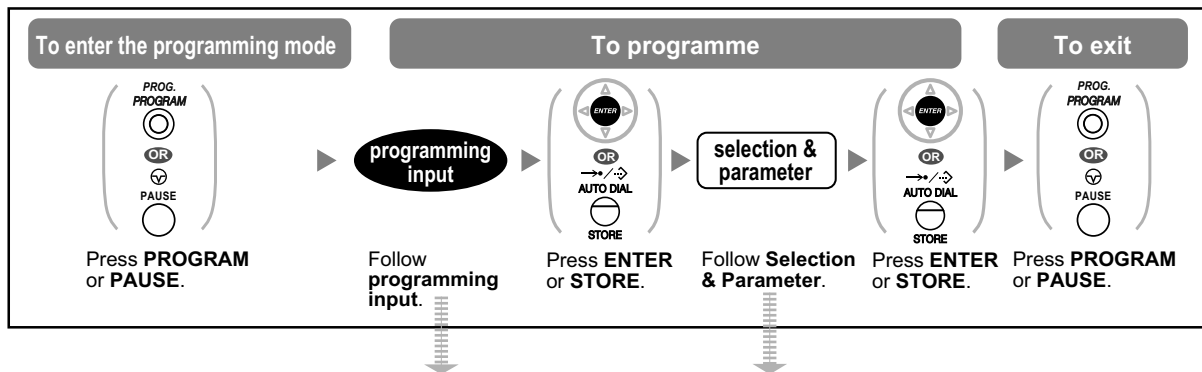 To enter the programming mode
To programme
To exit
PROG.
PROGRAM
OR
PAUSE
Press PROGRAM
or PAUSE.
programming
input
Follow
programming
input.
ENTER
OR
AUTO DIAL
STORE
Press ENTER
or STORE.
selection &
parameter
Follow Selection
& Parameter.
ENTER
OR
AUTO DIAL
STORE
Press ENTER
or STORE.
PROG.
PROGRAM
OR
PAUSE
Press PROGRAM
or PAUSE.